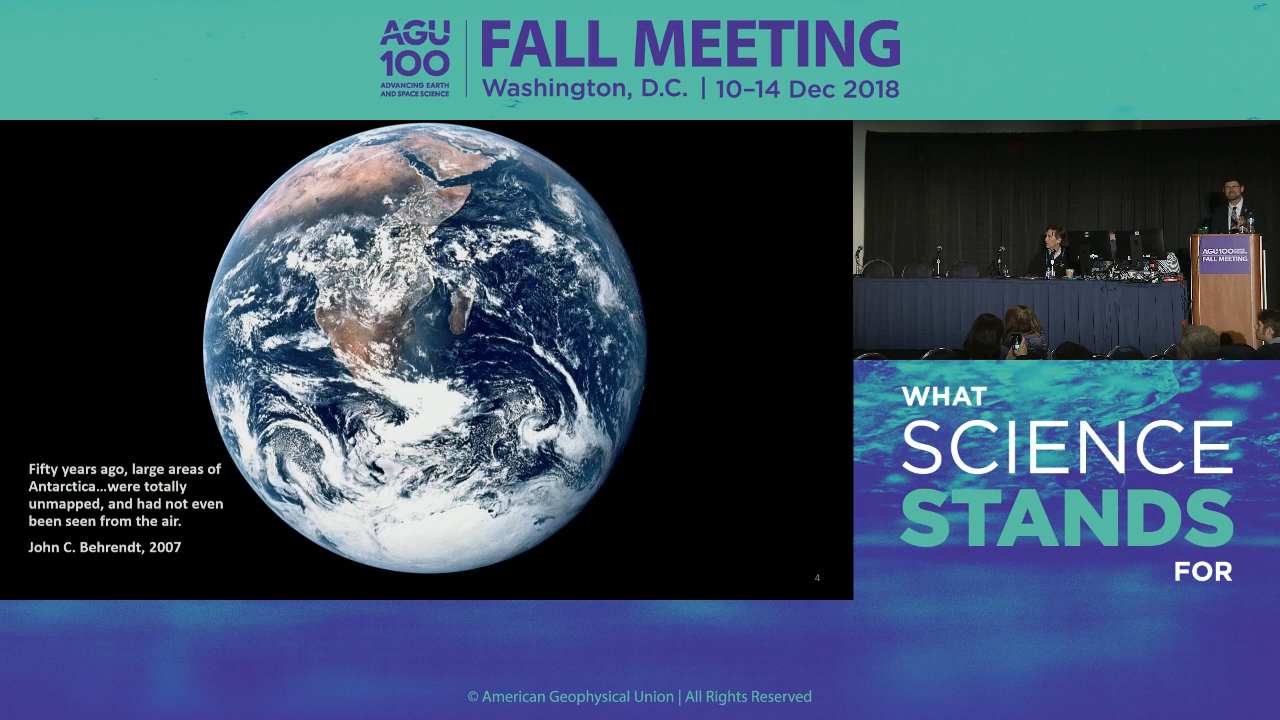 AGU
100
ADVANCING EARTH
AND SPACE SCIENCE
FALL MEETING
Washington, D.C. | 10–14 Dec 2018
Fifty years ago, large areas of
Antarctica...were totally
unmapped, and had not even
been seen from the air.
John C. Behrendt, 2007
4
AGU100
FALL MEETING
WHAT
SCIENCE
STANDS
FOR
© American Geophysical Union | All Rights Reserved